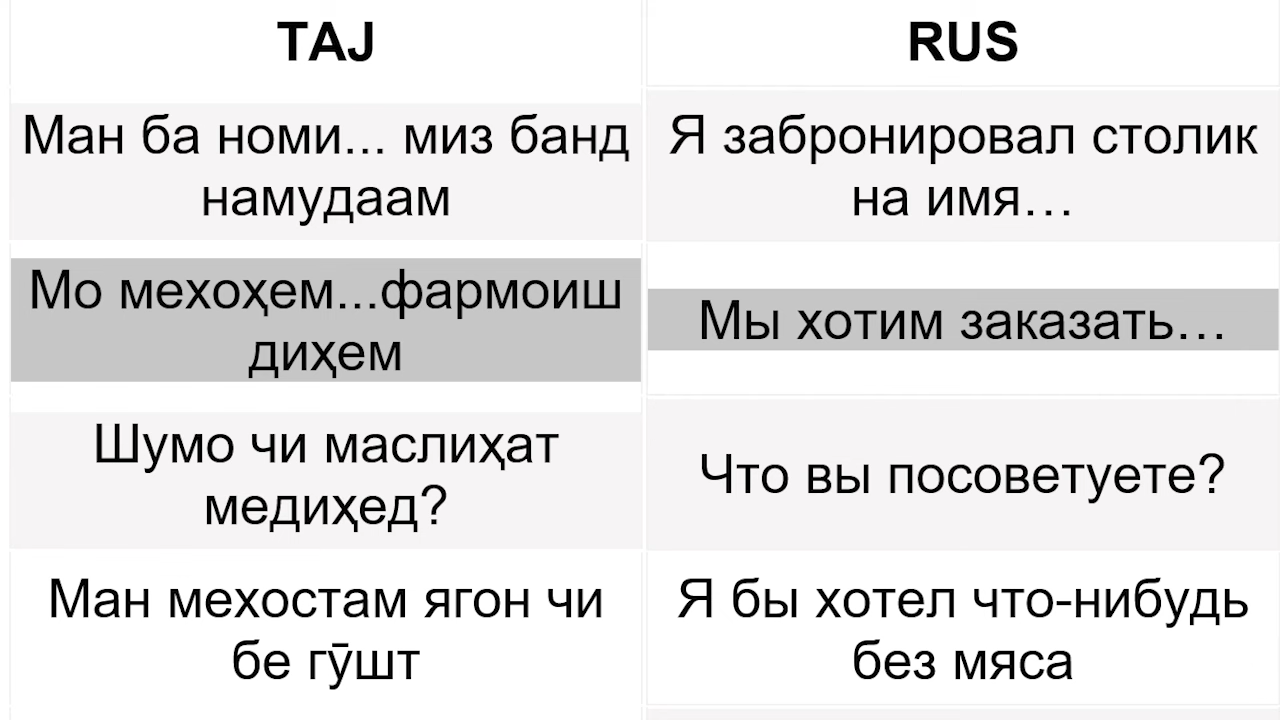 TAJ
RUS
Ман ба номи... миз банд
намудаам
Я забронировал столик
на имя…
Мо мехоҳем...фармоиш
диҳем
Мы хотим заказать…
Шумо чи маслиҳат
медиҳед?
Что вы посоветуете?
Ман мехостам ягон чи
бе гӯшт
Я бы хотел что-нибудь
без мяса